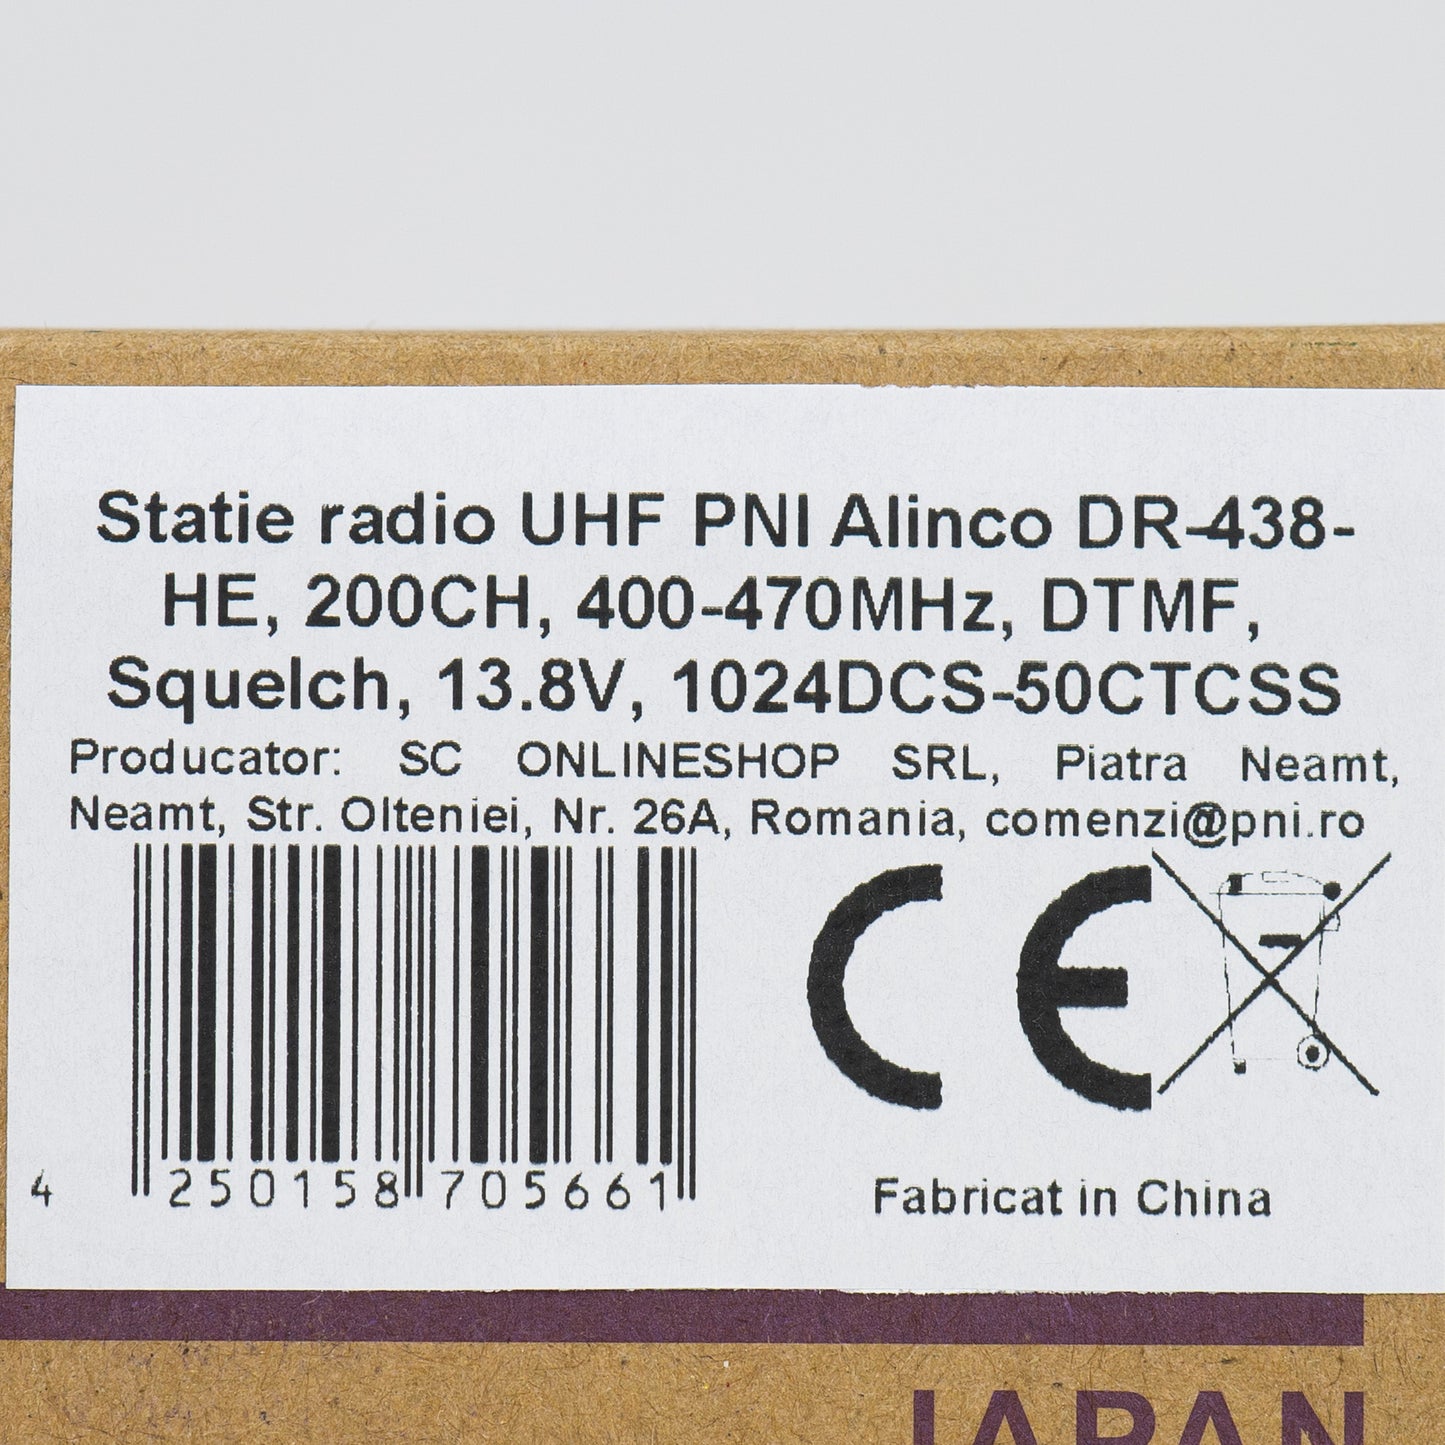 Statie radio UHF PNI Alinco DR-438-
HE, 200CH, 400-470MHz, DTMF,
Squelch, 13.8V, 1024DCS-50CTCSS
Producator: SC ONLINESHOP SRL, Piatra Neamt,
Neamt, Str. Olteniei, Nr. 26A, Romania, comenzi@pni.ro
CE
4 250158 705661
Fabricat in China
JAPAN